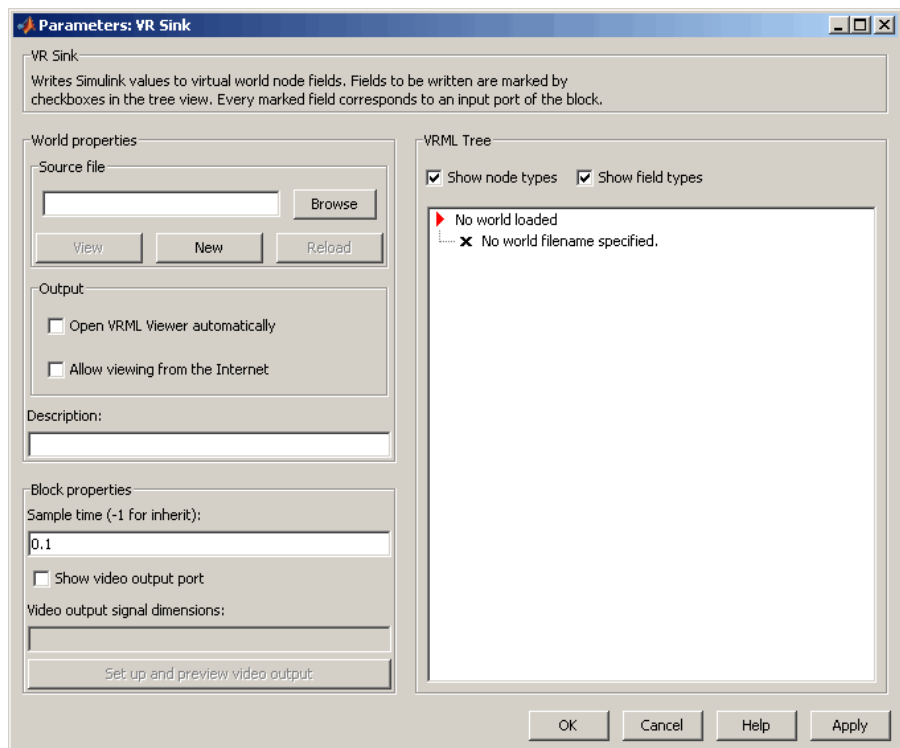 Parameters: VR Sink
VR Sink
Writes Simulink values to virtual world node fields. Fields to be written are marked by
checkboxes in the tree view. Every marked field corresponds to an input port of the block.
World properties
Source file
Browse
View New Reload
Output
Open VRML Viewer automatically
Allow viewing from the Internet
Description:
Block properties
Sample time (-1 for inherit):
0.1
Show video output port
Video output signal dimensions:
Set up and preview video output
VRML Tree
Show node types Show field types
No world loaded
No world filename specified.
OK Cancel Help Apply